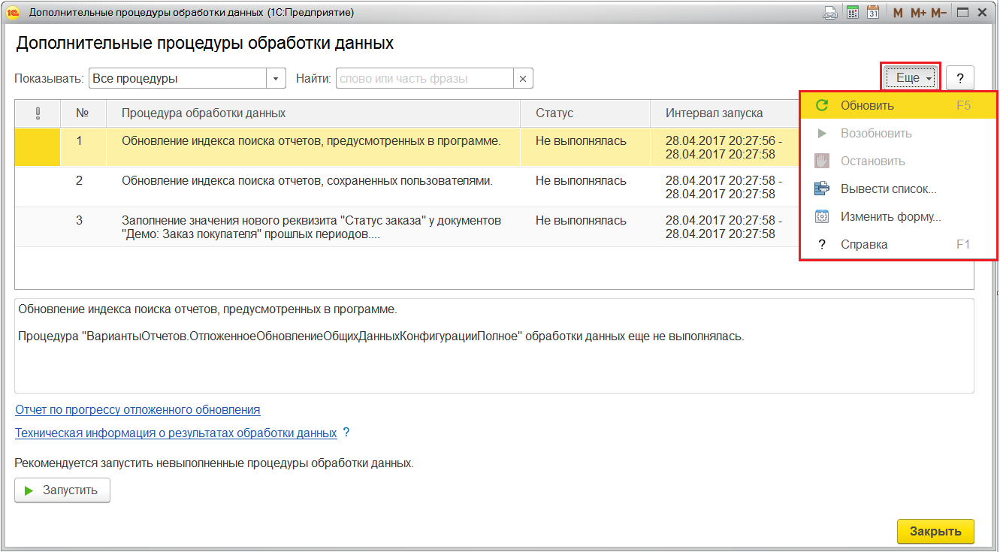 Дополнительные процедуры обработки данных (1С:Предприятие)
31 M M+ M−
Дополнительные процедуры обработки данных
Показывать: Все процедуры Найти: слово или часть фразы × Еще ?
№ Процедура обработки данных Статус Интервал запуска
1 Обновление индекса поиска отчетов, предусмотренных в программе. Не выполнялась 28.04.2017 20:27:56 -
28.04.2017 20:27:58
2 Обновление индекса поиска отчетов, сохраненных пользователями. Не выполнялась 28.04.2017 20:27:58 -
28.04.2017 20:27:58
3 Заполнение значения нового реквизита "Статус заказа" у документов Не выполнялась 28.04.2017 20:27:58 -
"Демо: Заказ покупателя" прошлых периодов.... 28.04.2017 20:27:58
Обновить F5
Возобновить
Остановить
Вывести список...
Изменить форму...
? Справка F1
Обновление индекса поиска отчетов, предусмотренных в программе.
Процедура "ВариантыОтчетов.ОтложенноеОбновлениеОбщихДанныхКонфигурацииПолное" обработки данных еще не выполнялась.
Отчет по прогрессу отложенного обновления
Техническая информация о результатах обработки данных ?
Рекомендуется запустить невыполненные процедуры обработки данных.
Запустить
Закрыть